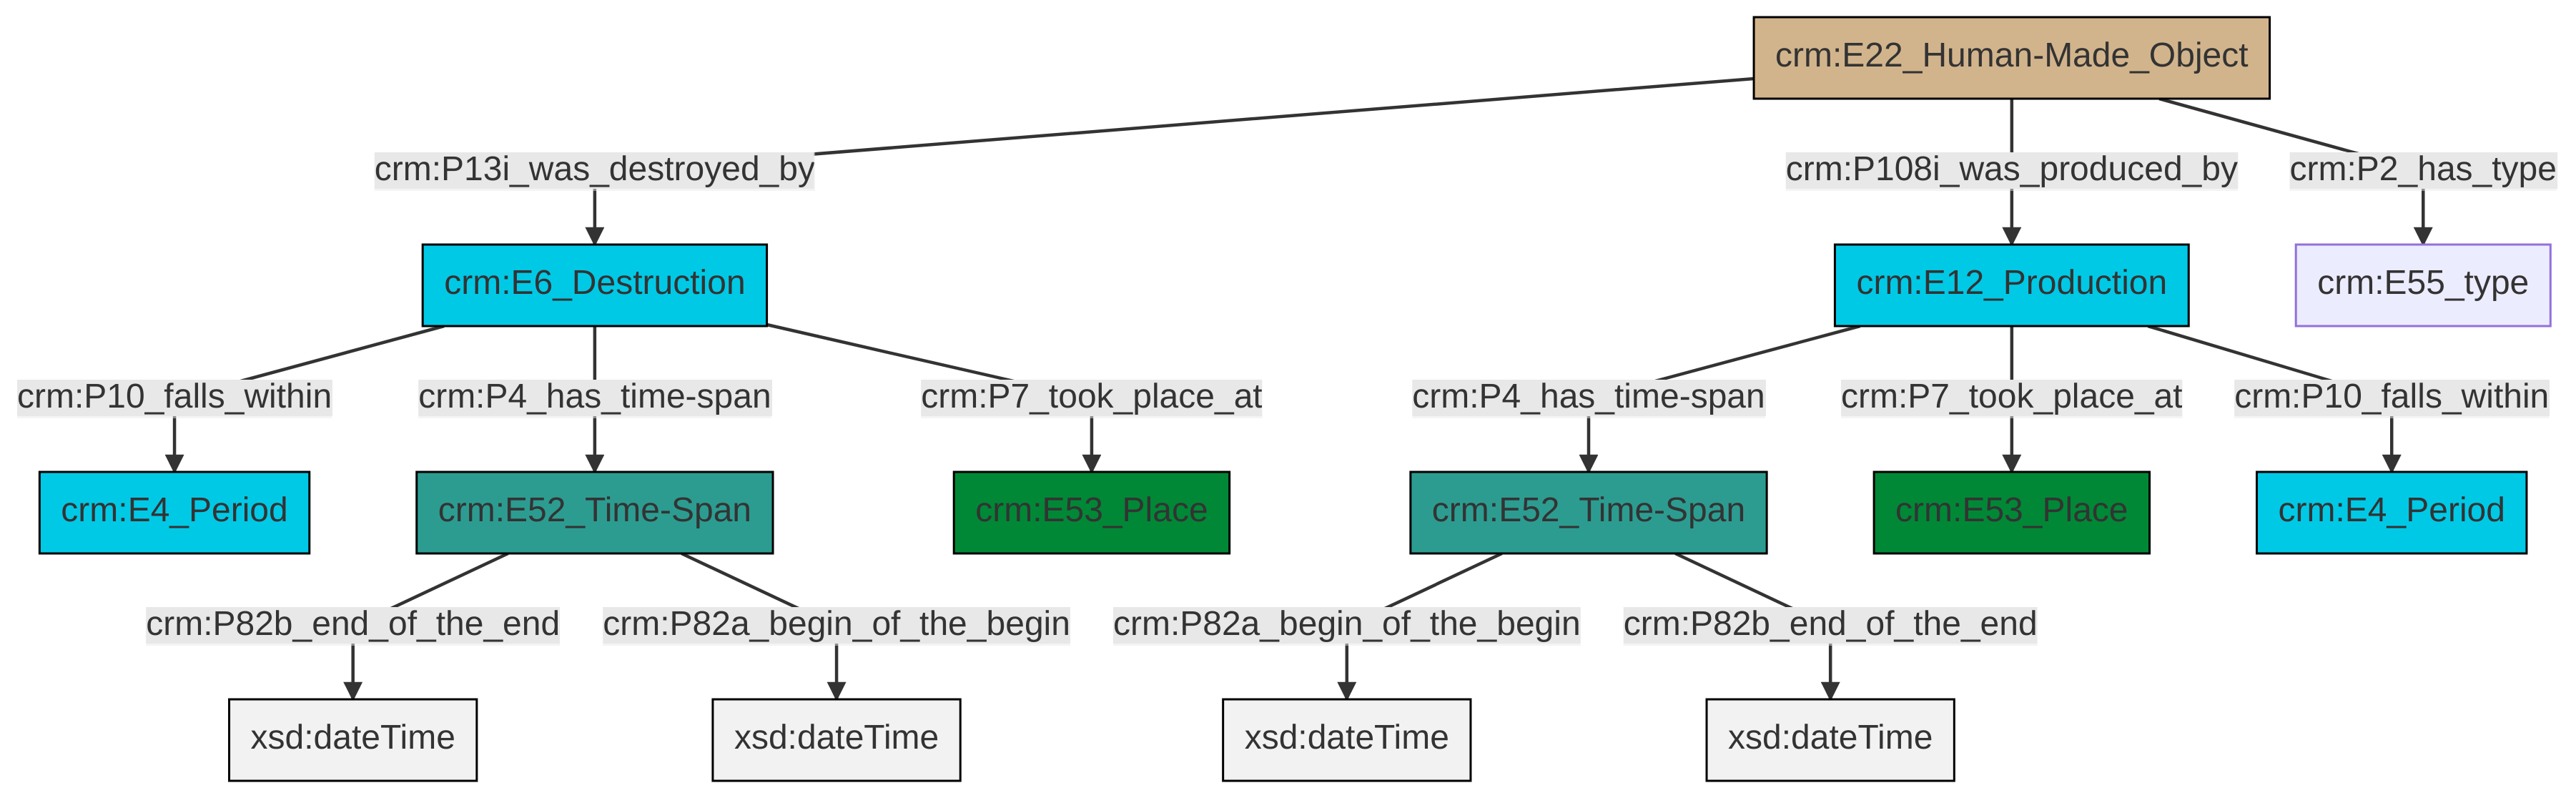 crm:E22_Human-Made_Object
crm:P13i_was_destroyed_by
crm:P108i_was_produced_by
crm:P2_has_type
crm:E6_Destruction
crm:E12_Production
crm:E55_type
crm:P10_falls_within
crm:P4_has_time-span
crm:P7_took_place_at
crm:P4_has_time-span
crm:P7_took_place_at
crm:P10_falls_within
crm:E4_Period
crm:E52_Time-Span
crm:E53_Place
crm:E52_Time-Span
crm:E53_Place
crm:E4_Period
crm:P82b_end_of_the_end
crm:P82a_begin_of_the_begin
crm:P82a_begin_of_the_begin
crm:P82b_end_of_the_end
xsd:dateTime
xsd:dateTime
xsd:dateTime
xsd:dateTime